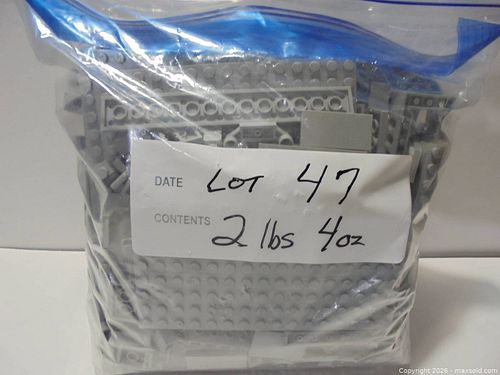 DATE LOT 47
CONTENTS 2 lbs 4oz
Copyright 2026 - maxsold.com